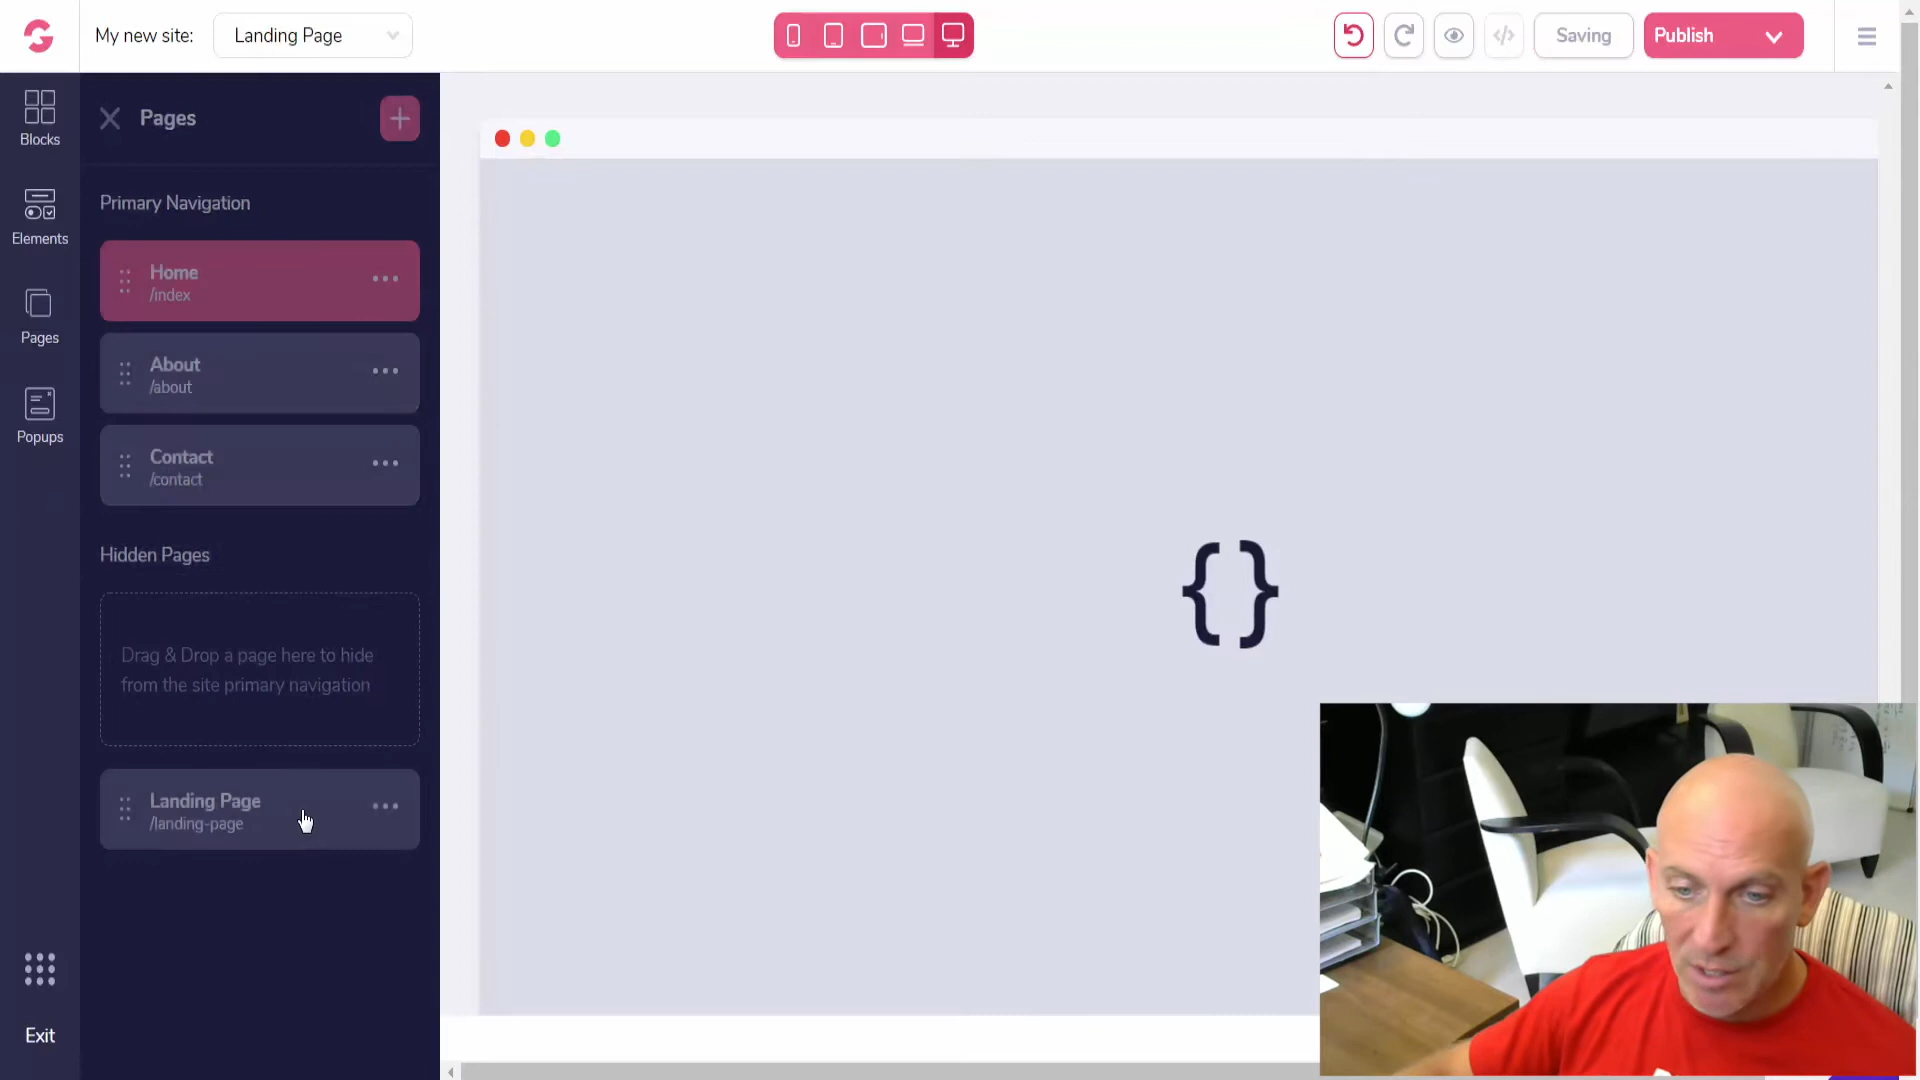 My new site:
Landing Page
</>
Saving
Publish
Blocks
Elements
Pages
Popups
Exit
Pages
Primary Navigation
Home
/index
About
/about
Contact
/contact
Hidden Pages
Drag & Drop a page here to hide
from the site primary navigation
Landing Page
/landing-page
{}